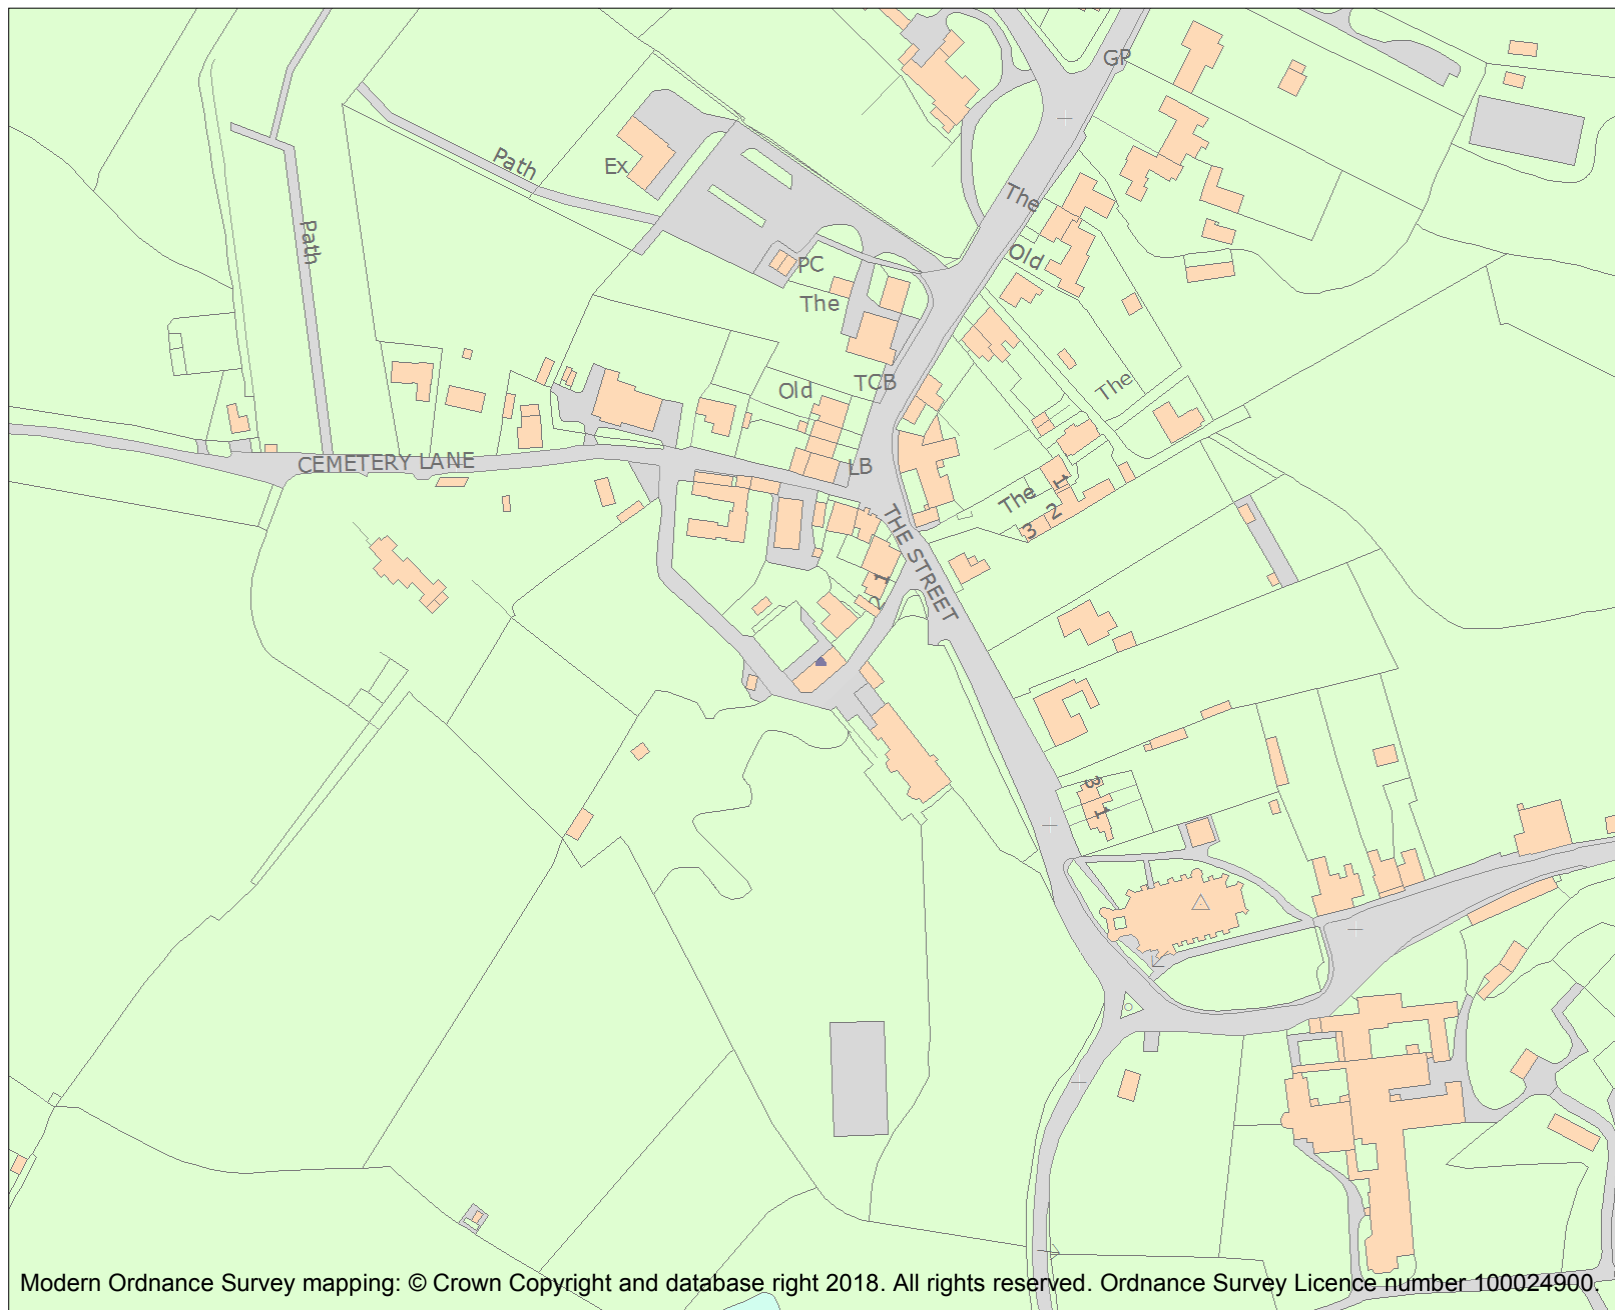 GP
Path
Ex
The
Path
Old
PC
The
The
TCB
Old
CEMETERY LANE
LB
The
1
2
3
THE STREET
1
2
3
1
Modern Ordnance Survey mapping: © Crown Copyright and database right 2018. All rights reserved. Ordnance Survey Licence number 100024900.